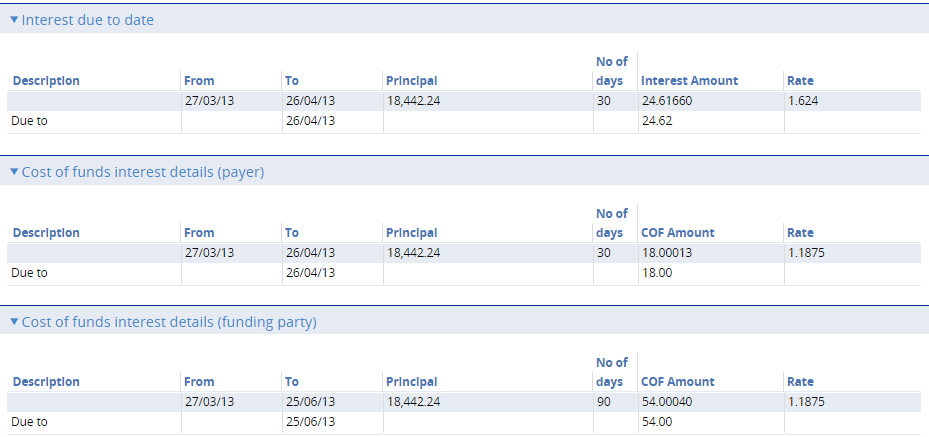 ▼ Interest due to date
No of
Description From To Principal days Interest Amount Rate
27/03/13 26/04/13 18,442.24 30 24.61660 1.624
Due to 26/04/13 24.62
▼ Cost of funds interest details (payer)
No of
Description From To Principal days COF Amount Rate
27/03/13 26/04/13 18,442.24 30 18.00013 1.1875
Due to 26/04/13 18.00
▼ Cost of funds interest details (funding party)
No of
Description From To Principal days COF Amount Rate
27/03/13 25/06/13 18,442.24 90 54.00040 1.1875
Due to 25/06/13 54.00